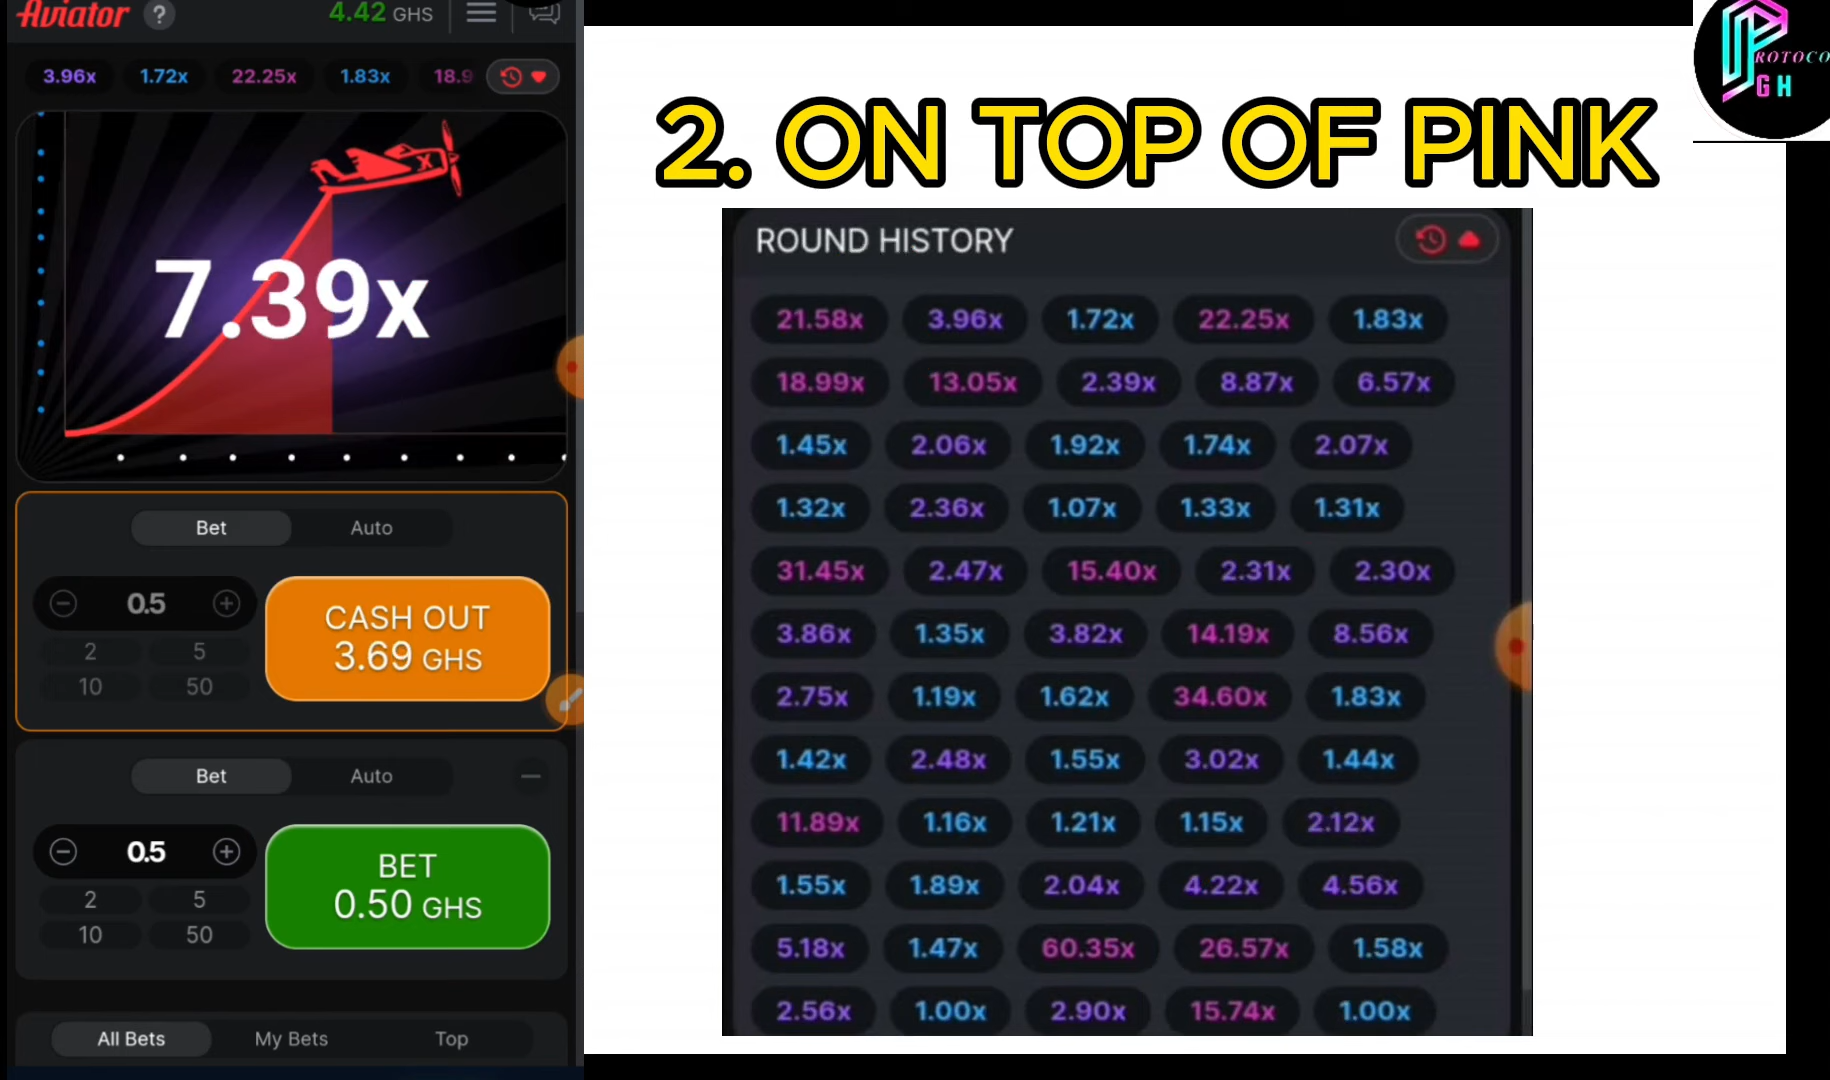 Aviator ? 4.42 GHS
3.96x 1.72x 22.25x 1.83x 18.9
7.39x
X
Bet Auto
0.5
2 5
10 50
CASH OUT
3.69 GHS
Bet Auto
0.5
2 5
10 50
BET
0.50 GHS
All Bets My Bets Top
2. ON TOP OF PINK
ROUND HISTORY
21.58x 3.96x 1.72x 22.25x 1.83x
18.99x 13.05x 2.39x 8.87x 6.57x
1.45x 2.06x 1.92x 1.74x 2.07x
1.32x 2.36x 1.07x 1.33x 1.31x
31.45x 2.47x 15.40x 2.31x 2.30x
3.86x 1.35x 3.82x 14.19x 8.56x
2.75x 1.19x 1.62x 34.60x 1.83x
1.42x 2.48x 1.55x 3.02x 1.44x
11.89x 1.16x 1.21x 1.15x 2.12x
1.55x 1.89x 2.04x 4.22x 4.56x
5.18x 1.47x 60.35x 26.57x 1.58x
2.56x 1.00x 2.90x 15.74x 1.00x
PROTOCO
GH